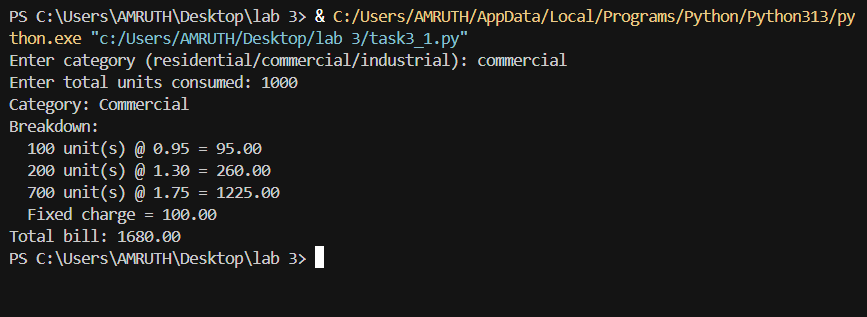 PS C:\Users\AMRUTH\Desktop\lab 3> & C:/Users/AMRUTH/AppData/Local/Programs/Python/Python313/py
thon.exe "c:/Users/AMRUTH/Desktop/lab 3/task3_1.py"
Enter category (residential/commercial/industrial): commercial
Enter total units consumed: 1000
Category: Commercial
Breakdown:
  100 unit(s) @ 0.95 = 95.00
  200 unit(s) @ 1.30 = 260.00
  700 unit(s) @ 1.75 = 1225.00
  Fixed charge = 100.00
Total bill: 1680.00
PS C:\Users\AMRUTH\Desktop\lab 3>